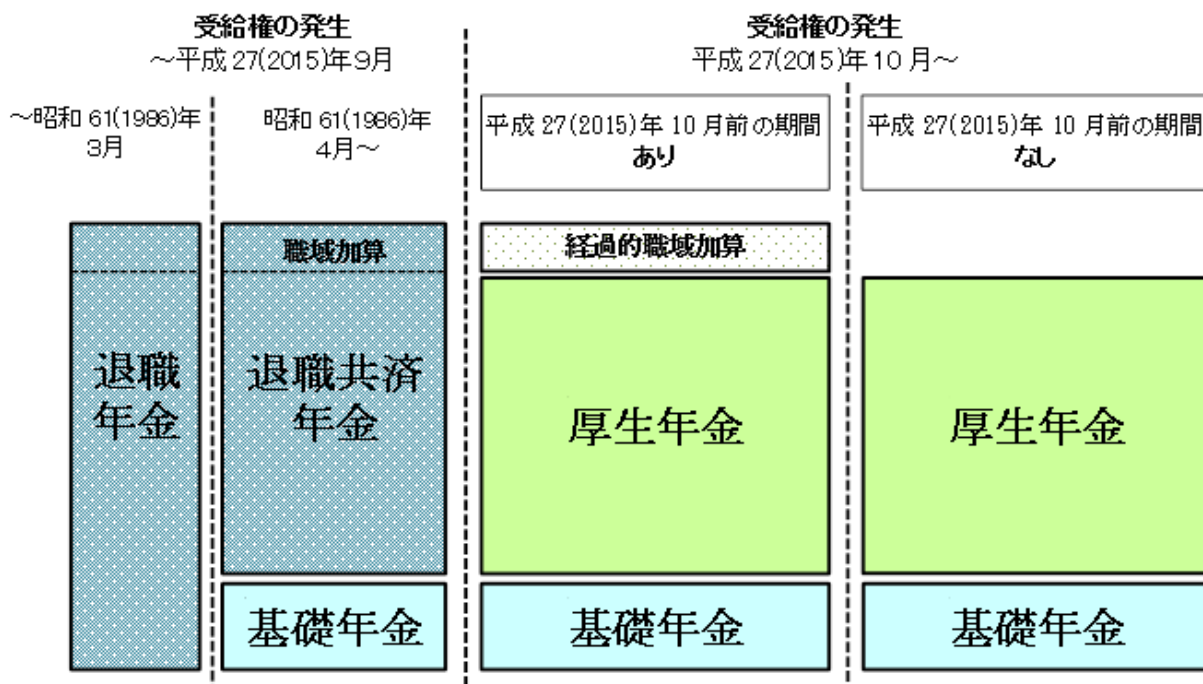 受給権の発生
～平成27(2015)年9月
受給権の発生
平成27(2015)年10月～
～昭和61(1986)年
3月
昭和61(1986)年
4月～
平成27(2015)年10月前の期間
あり
平成27(2015)年10月前の期間
なし
退職
年金
職域加算
退職共済
年金
基礎年金
経過的職域加算
厚生年金
基礎年金
厚生年金
基礎年金